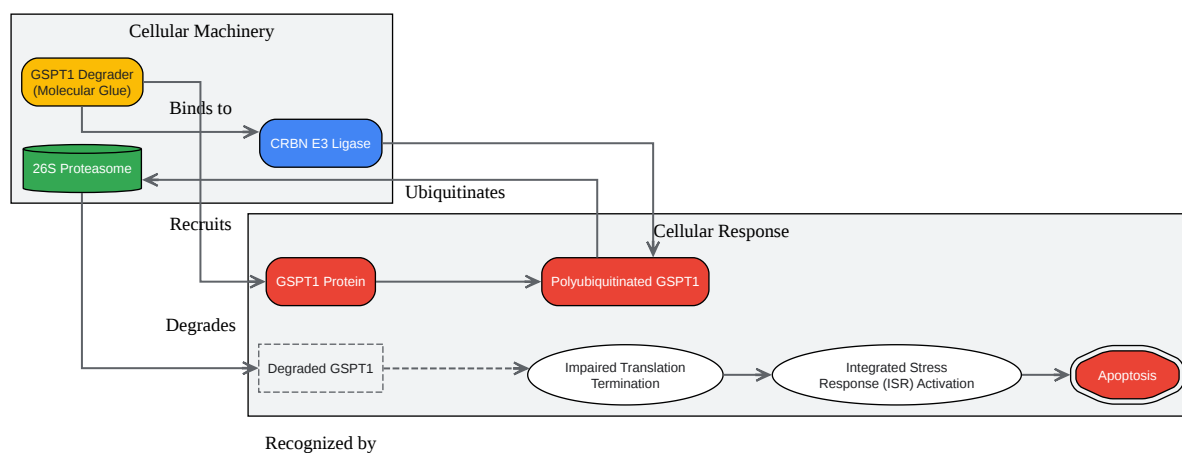 Cellular Machinery
GSPT1 Degrader
(Molecular Glue)
Binds to
CRBN E3 Ligase
26S Proteasome
Ubiquitinates
Recruits
Cellular Response
GSPT1 Protein
Polyubiquitinated GSPT1
Degrades
Degraded GSPT1
Impaired Translation
Termination
Integrated Stress
Response (ISR) Activation
Apoptosis
Recognized by